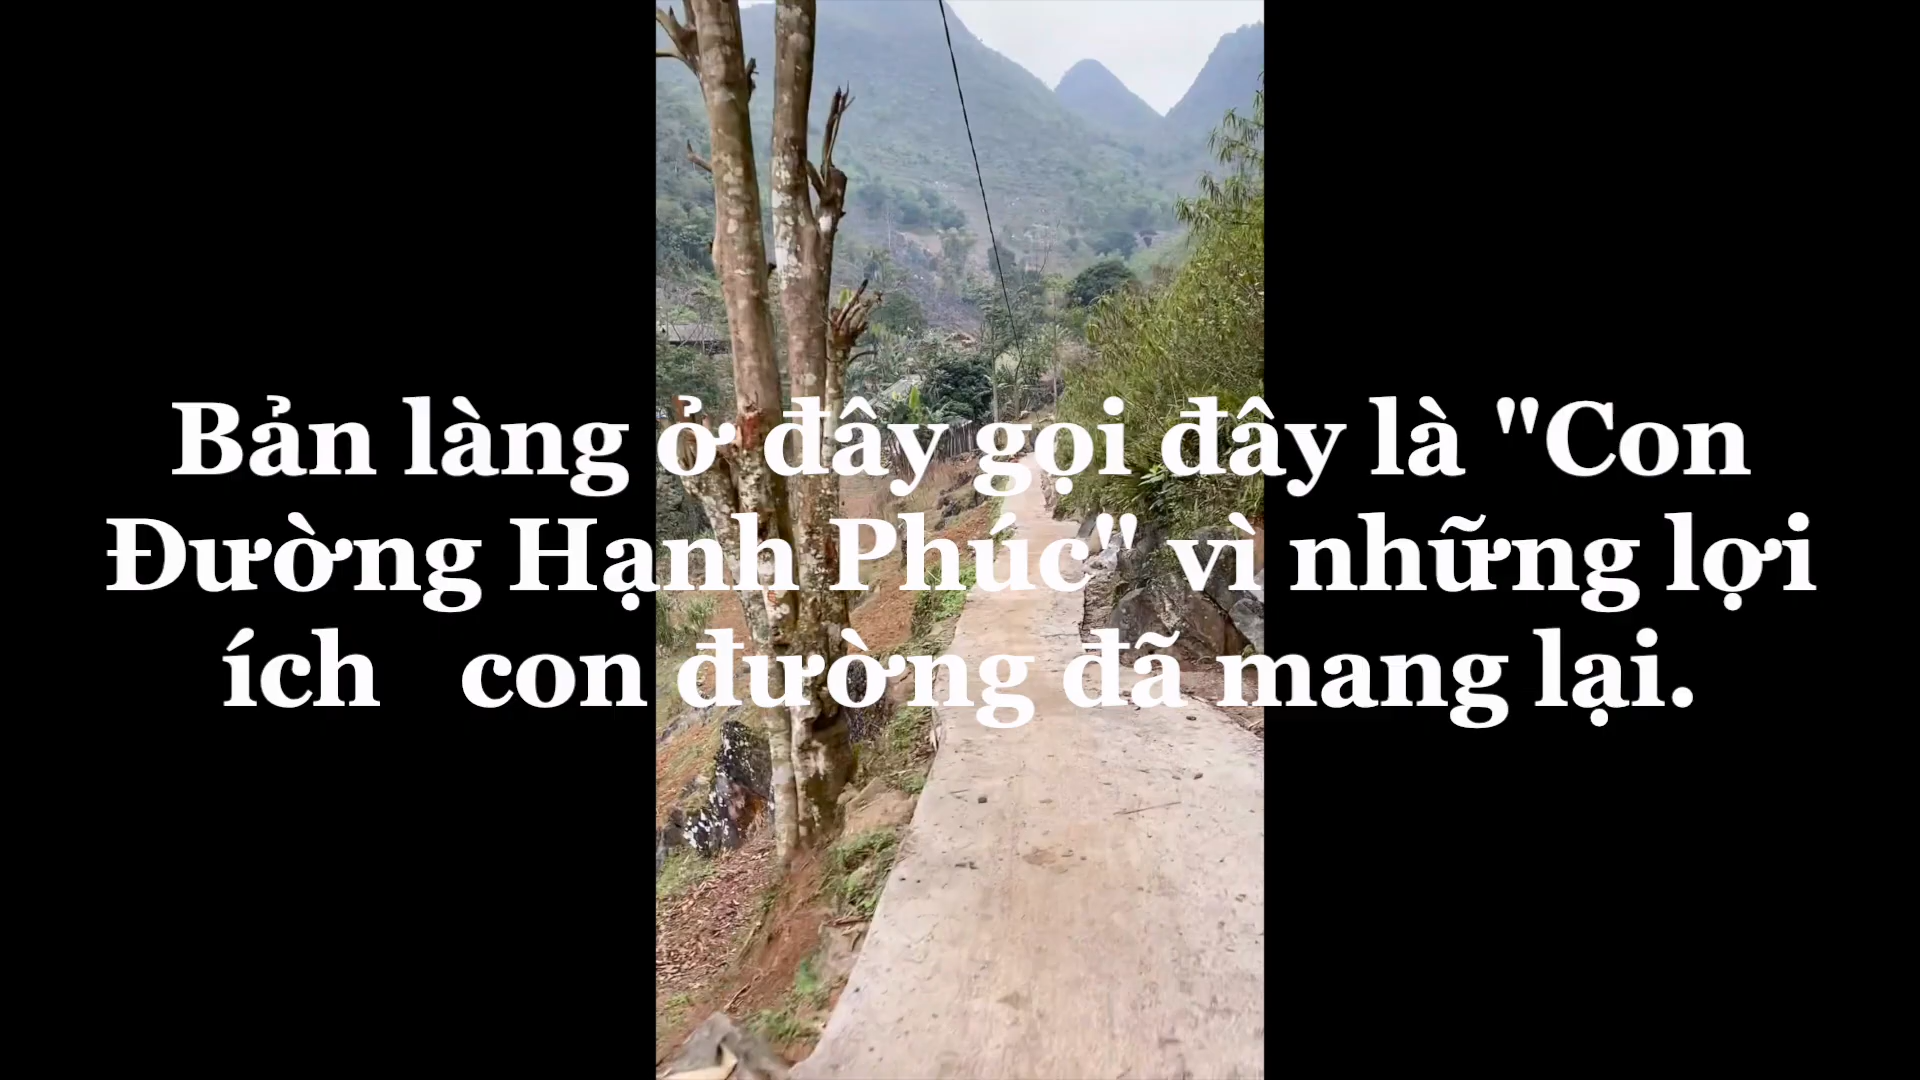 Bản làng ở đây gọi đây là "Con
Đường Hạnh Phúc" vì những lợi
ích con đường đã mang lại.